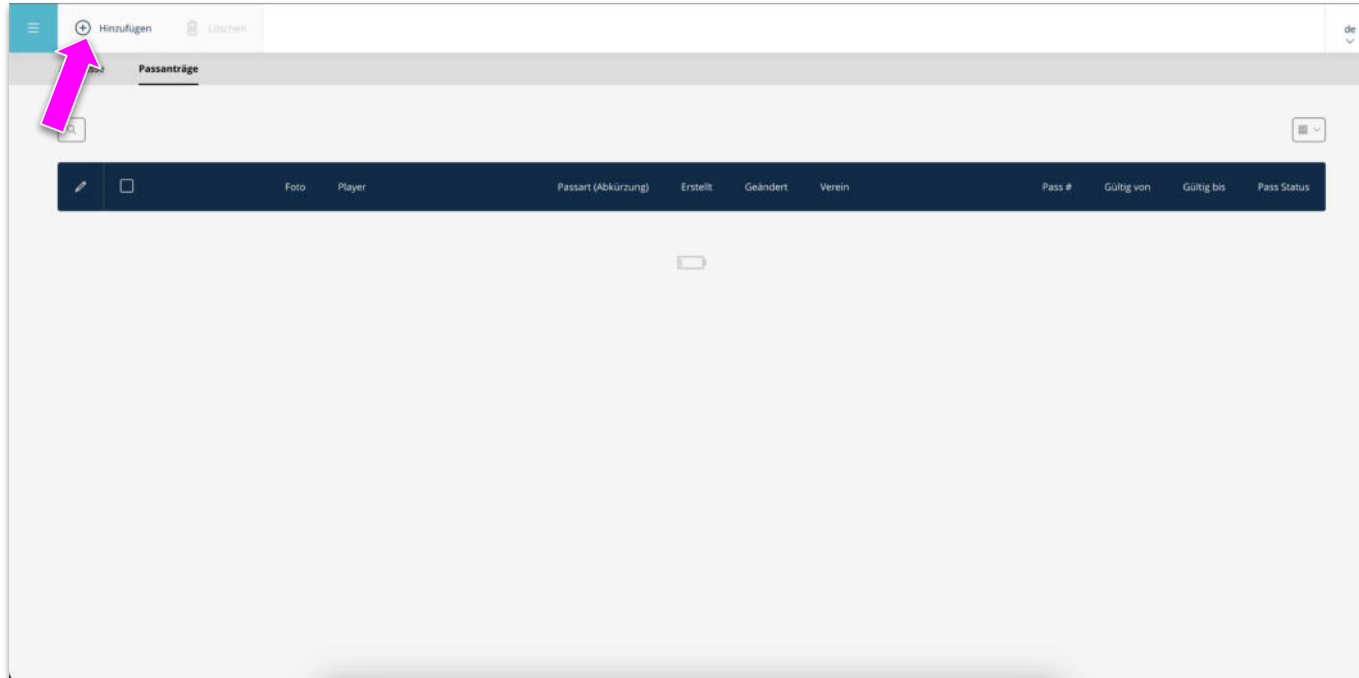 Hinzufügen Löschen de
Passanträge
Foto Player Passart (Abkürzung) Erstellt Geändert Verein Pass # Gültig von Gültig bis Pass Status